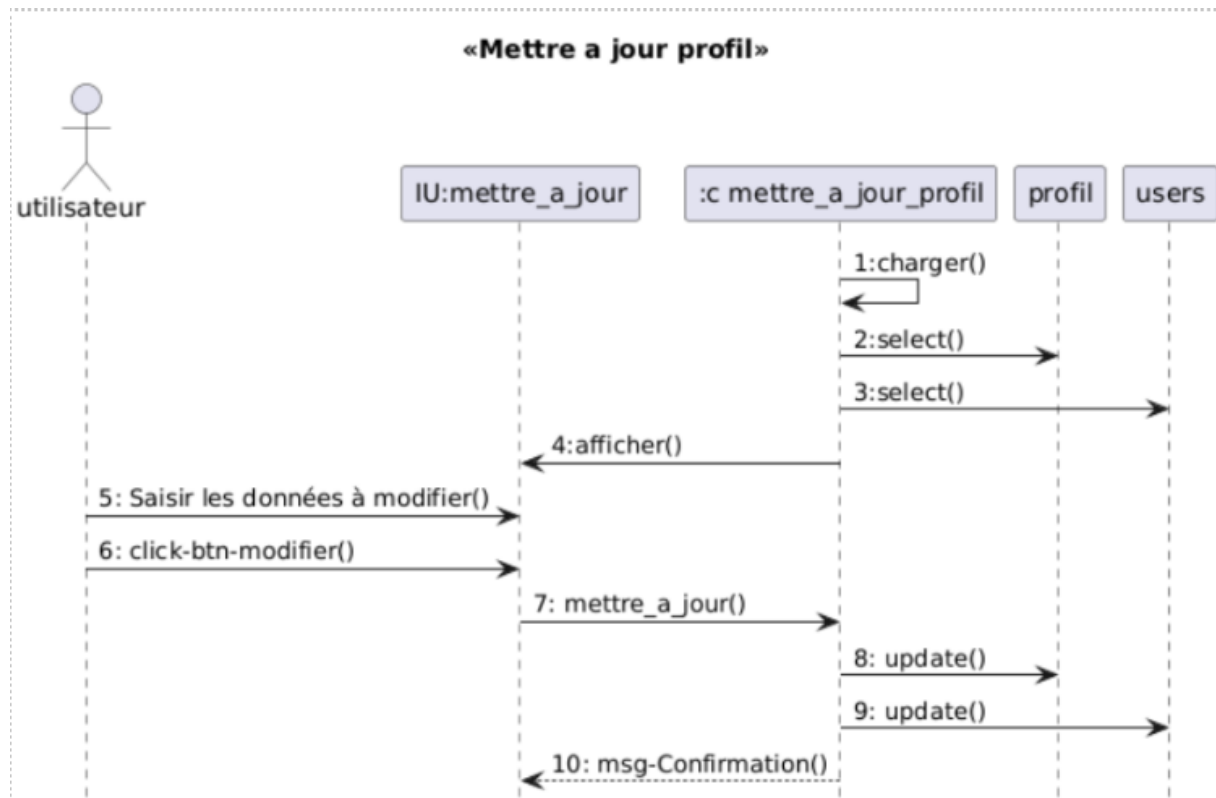 «Mettre a jour profil»
utilisateur
IU:mettre_a_jour
:c mettre_a_jour_profil
profil
users
1:charger()
2:select()
3:select()
4:afficher()
5: Saisir les données à modifier()
6: click-btn-modifier()
7: mettre_a_jour()
8: update()
9: update()
10: msg-Confirmation()